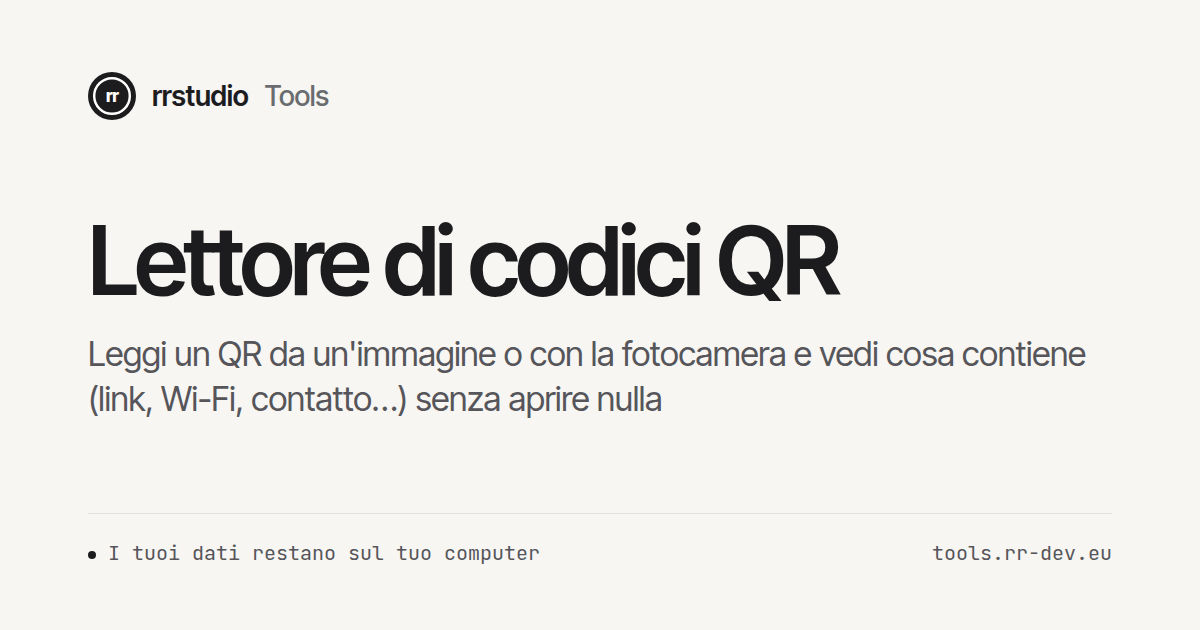 rr rrstudio Tools
Lettore di codici QR
Leggi un QR da un'immagine o con la fotocamera e vedi cosa contiene
(link, Wi-Fi, contatto…) senza aprire nulla
I tuoi dati restano sul tuo computer
tools.rr-dev.eu